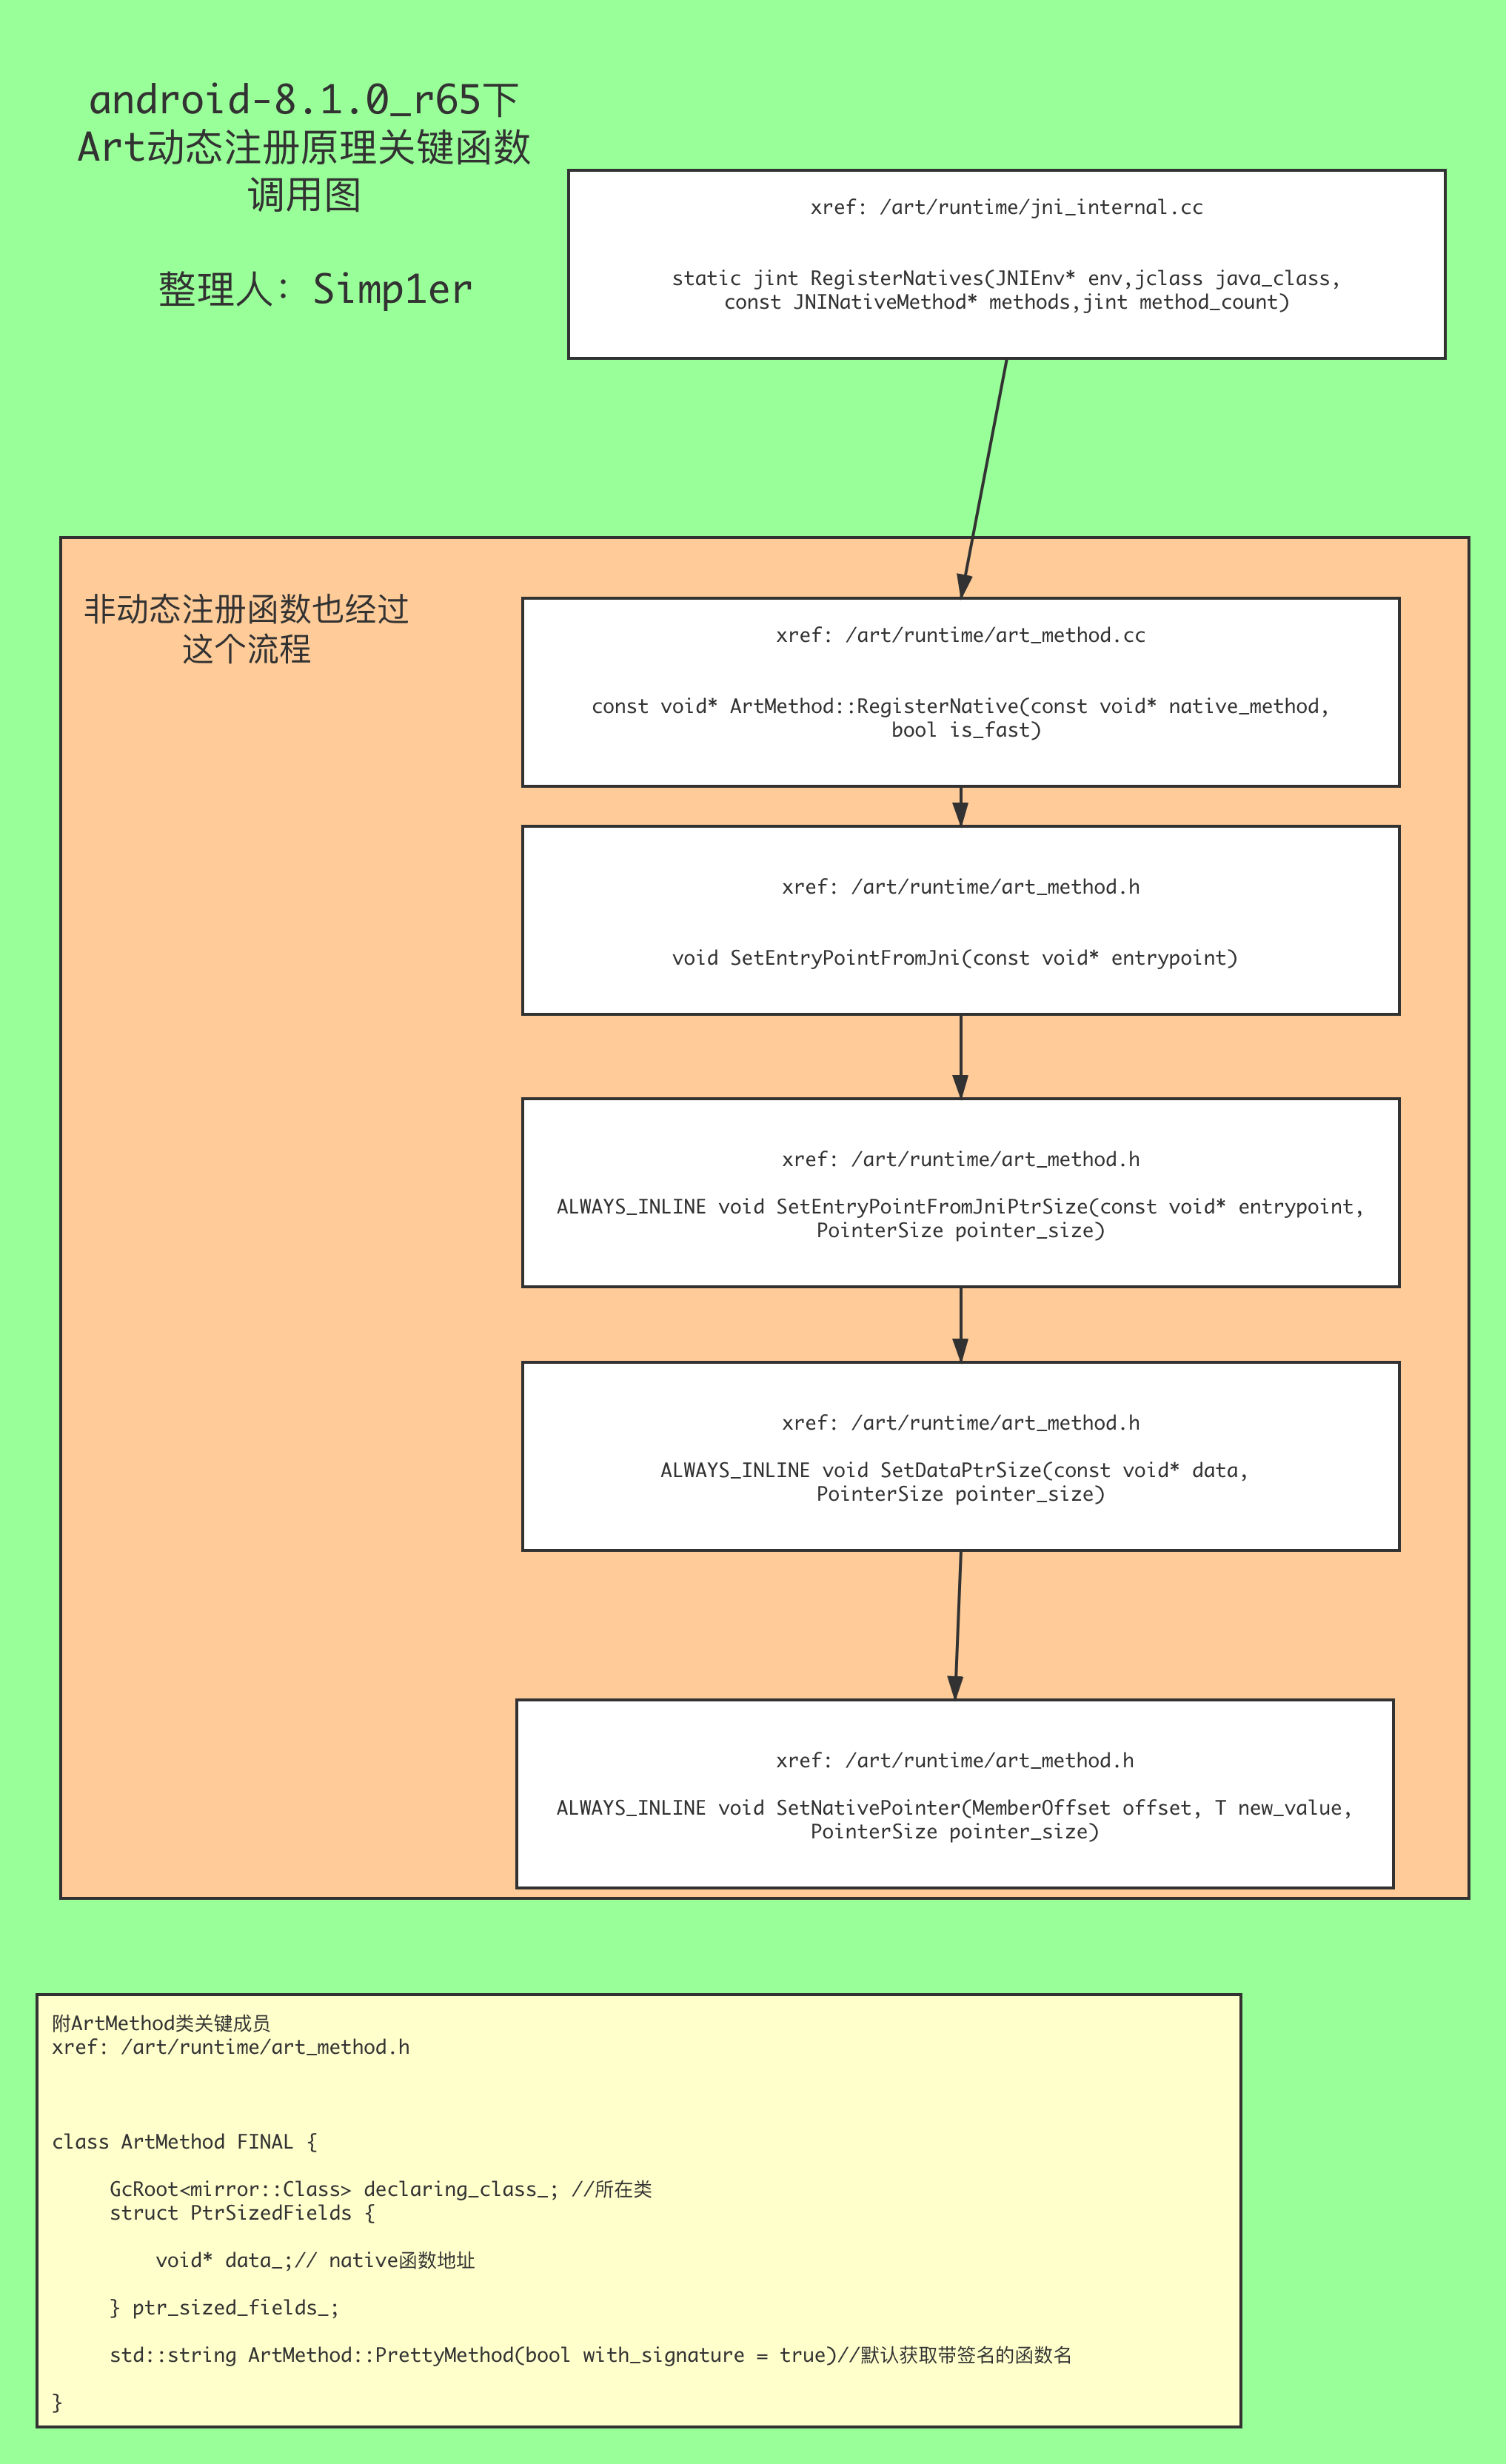 android-8.1.0_r65下
Art动态注册原理关键函数
调用图
整理人：Simp1er
xref: /art/runtime/jni_internal.cc
static jint RegisterNatives(JNIEnv* env,jclass java_class,
const JNINativeMethod* methods,jint method_count)
非动态注册函数也经过
这个流程
xref: /art/runtime/art_method.cc
const void* ArtMethod::RegisterNative(const void* native_method,
bool is_fast)
xref: /art/runtime/art_method.h
void SetEntryPointFromJni(const void* entrypoint)
xref: /art/runtime/art_method.h
ALWAYS_INLINE void SetEntryPointFromJniPtrSize(const void* entrypoint,
PointerSize pointer_size)
xref: /art/runtime/art_method.h
ALWAYS_INLINE void SetDataPtrSize(const void* data,
PointerSize pointer_size)
xref: /art/runtime/art_method.h
ALWAYS_INLINE void SetNativePointer(MemberOffset offset, T new_value,
PointerSize pointer_size)
附ArtMethod类关键成员
xref: /art/runtime/art_method.h
class ArtMethod FINAL {
GcRoot<mirror::Class> declaring_class_; //所在类
struct PtrSizedFields {
void* data_;// native函数地址
} ptr_sized_fields_;
std::string ArtMethod::PrettyMethod(bool with_signature = true)//默认获取带签名的函数名
}